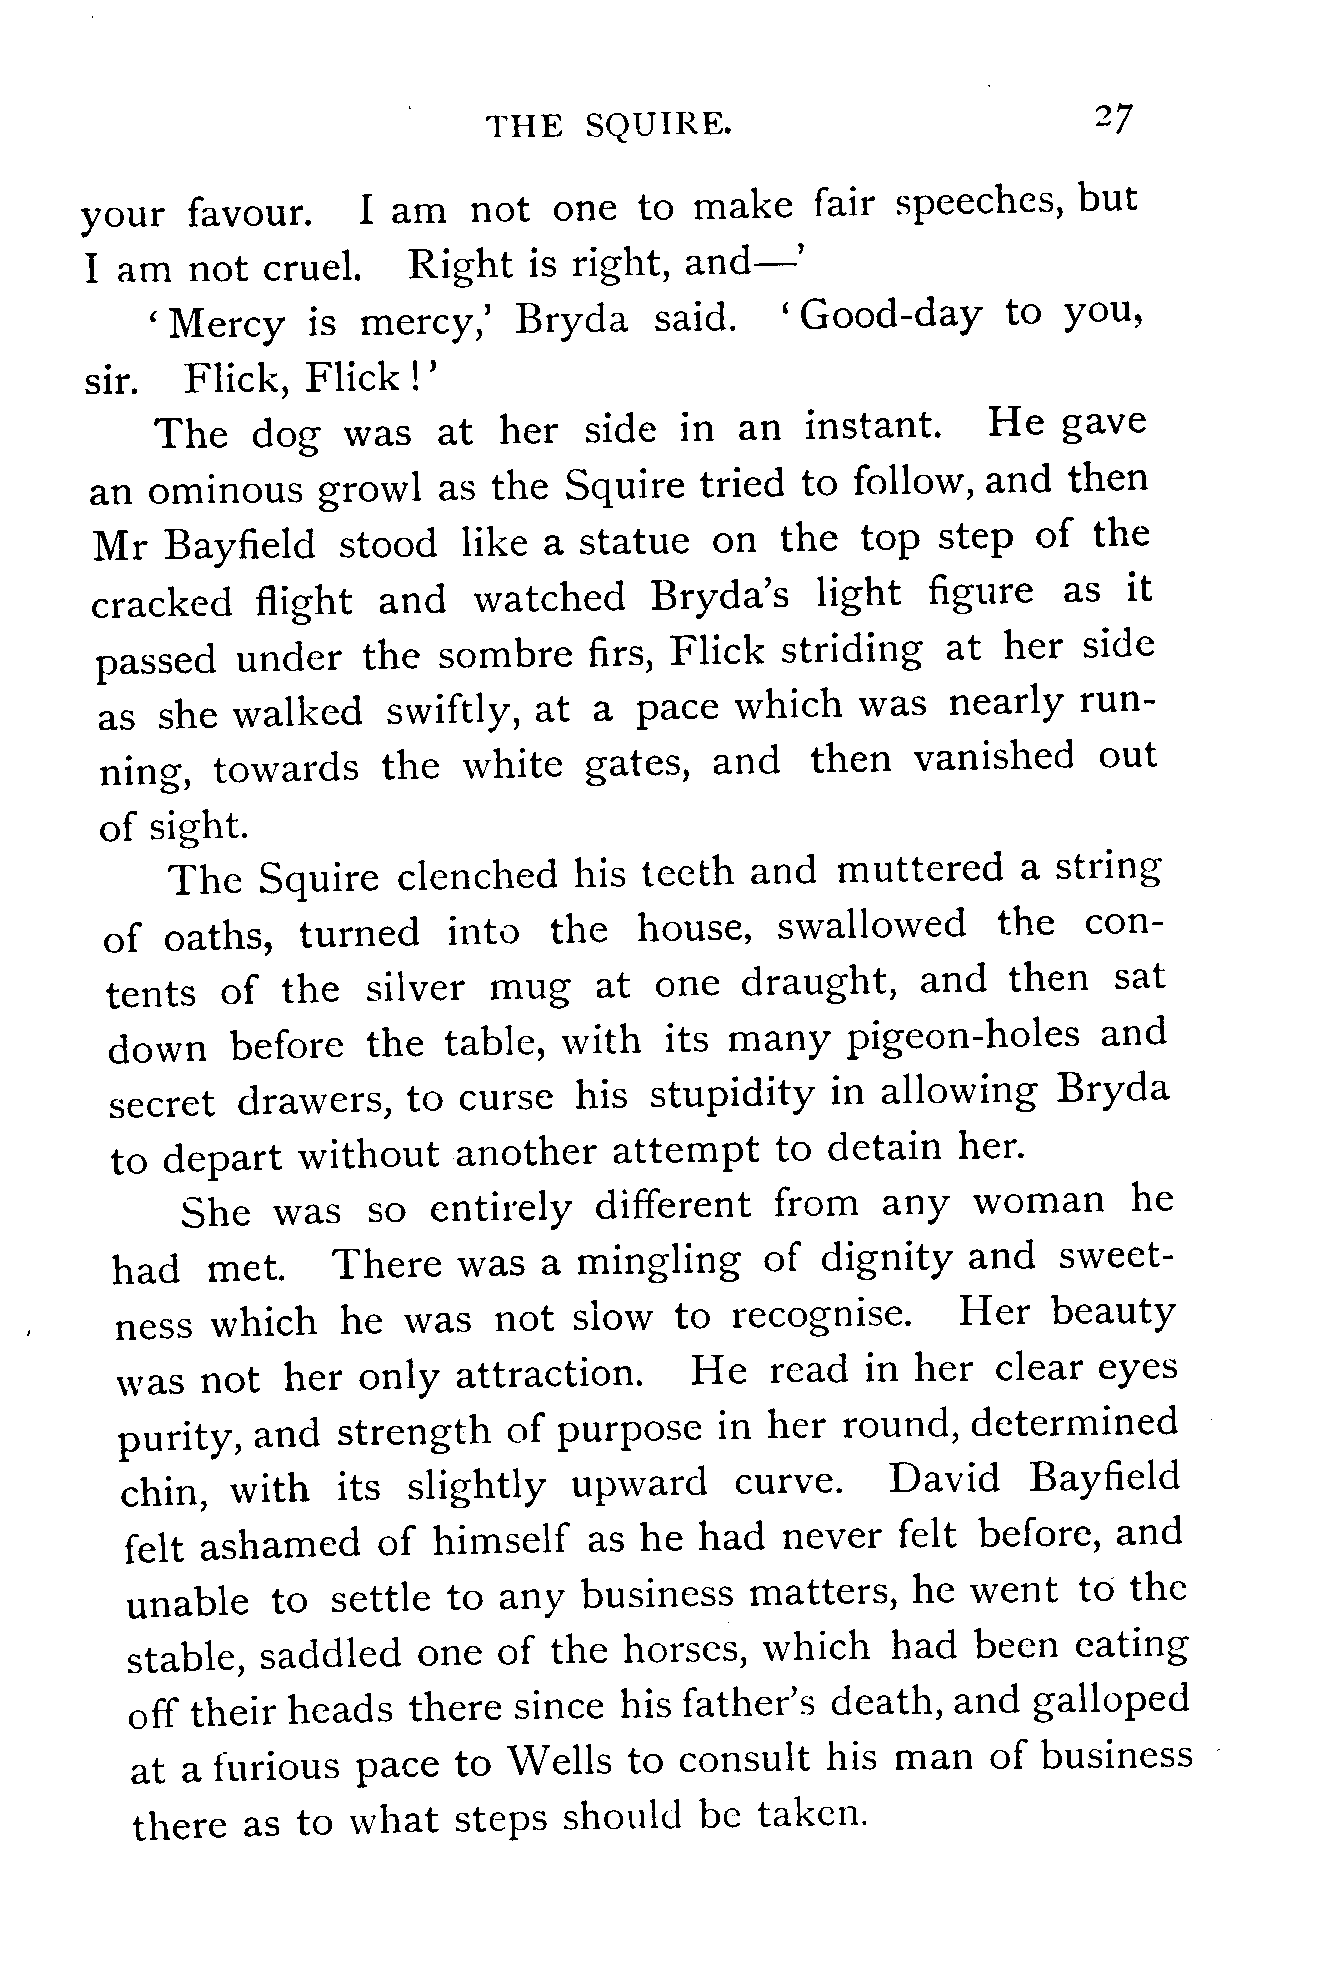 THE SQUIRE. 27
your favour. I am not one to make fair speeches, but
I am not cruel. Right is right, and—’
‘Mercy is mercy,’ Bryda said. ‘Good-day to you,
sir. Flick, Flick!’
The dog was at her side in an instant. He gave
an ominous growl as the Squire tried to follow, and then
Mr Bayfield stood like a statue on the top step of the
cracked flight and watched Bryda’s light figure as it
passed under the sombre firs, Flick striding at her side
as she walked swiftly, at a pace which was nearly run-
ning, towards the white gates, and then vanished out
of sight.
The Squire clenched his teeth and muttered a string
of oaths, turned into the house, swallowed the con-
tents of the silver mug at one draught, and then sat
down before the table, with its many pigeon-holes and
secret drawers, to curse his stupidity in allowing Bryda
to depart without another attempt to detain her.
She was so entirely different from any woman he
had met. There was a mingling of dignity and sweet-
ness which he was not slow to recognise. Her beauty
was not her only attraction. He read in her clear eyes
purity, and strength of purpose in her round, determined
chin, with its slightly upward curve. David Bayfield
felt ashamed of himself as he had never felt before, and
unable to settle to any business matters, he went to the
stable, saddled one of the horses, which had been eating
off their heads there since his father’s death, and galloped
at a furious pace to Wells to consult his man of business
there as to what steps should be taken.